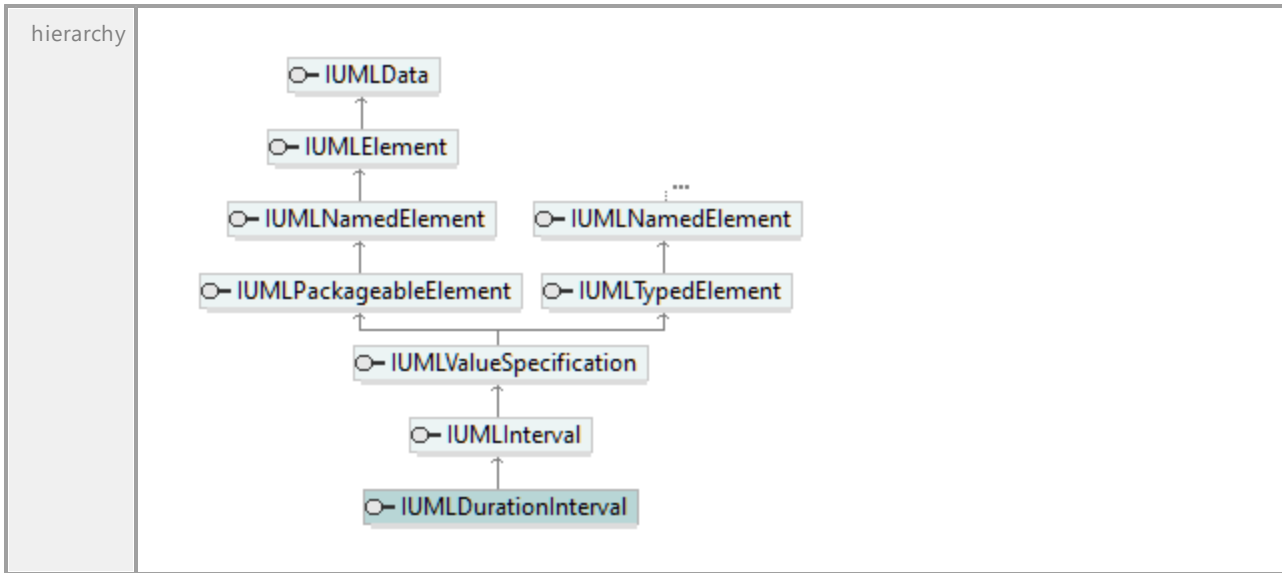 hierarchy
IUMLData
IUMLElement
...
IUMLNamedElement IUMLNamedElement
IUMLPackageableElement IUMLTypedElement
IUMLValueSpecification
IUMLInterval
IUMLDurationInterval